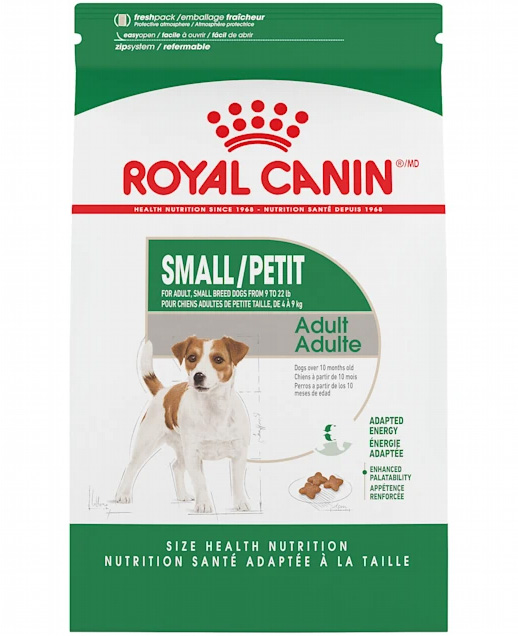 freshpack / emballage fraîcheur
Protective atmosphere / Atmosphère protectrice
easyopen / facile à ouvrir / fácil de abrir
zipsystem / refermable
ROYAL CANIN ®/MD
HEALTH NUTRITION SINCE 1968 – NUTRITION SANTÉ DEPUIS 1968
SMALL/PETIT
FOR ADULT, SMALL BREED DOGS FROM 9 TO 22 lb
POUR CHIENS ADULTES DE PETITE TAILLE, DE 4 À 9 kg
Adult
Adulte
Dogs over 10 months old
Chiens à partir de 10 mois
Perros a partir de los 10
meses de edad
ADAPTED
ENERGY
ÉNERGIE
ADAPTÉE
ENHANCED
PALATABILITY
APPÉTENCE
RENFORCÉE
SIZE HEALTH NUTRITION
NUTRITION SANTÉ ADAPTÉE À LA TAILLE